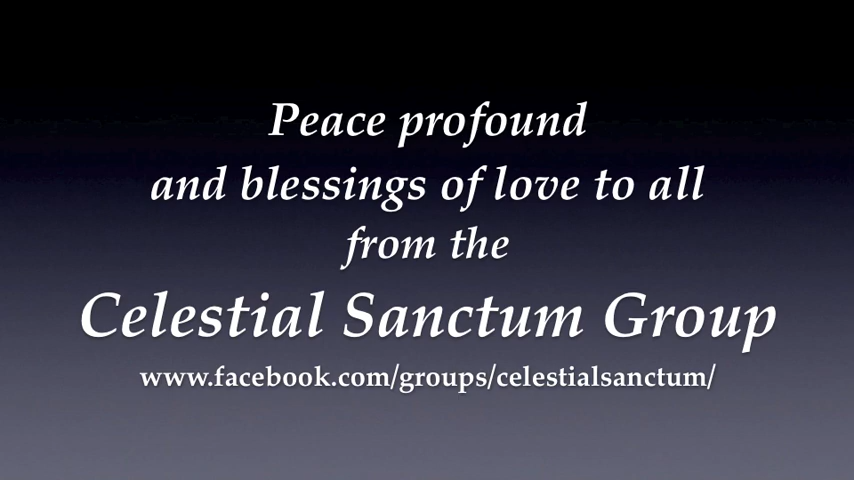 Peace profound
and blessings of love to all
from the
Celestial Sanctum Group
www.facebook.com/groups/celestialsanctum/